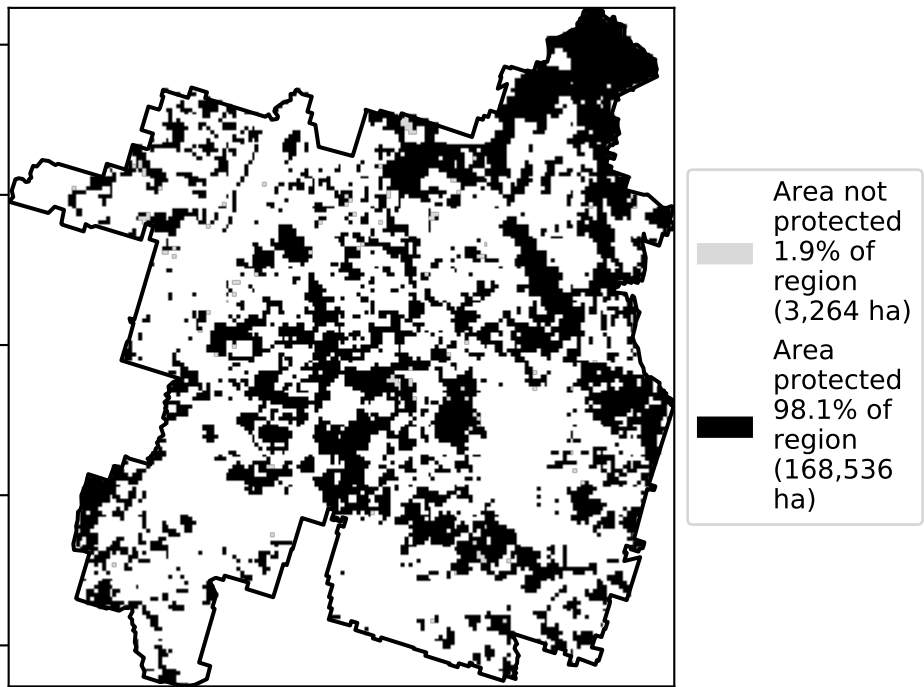 Area not
protected
1.9% of
region
(3,264 ha)
Area
protected
98.1% of
region
(168,536
ha)